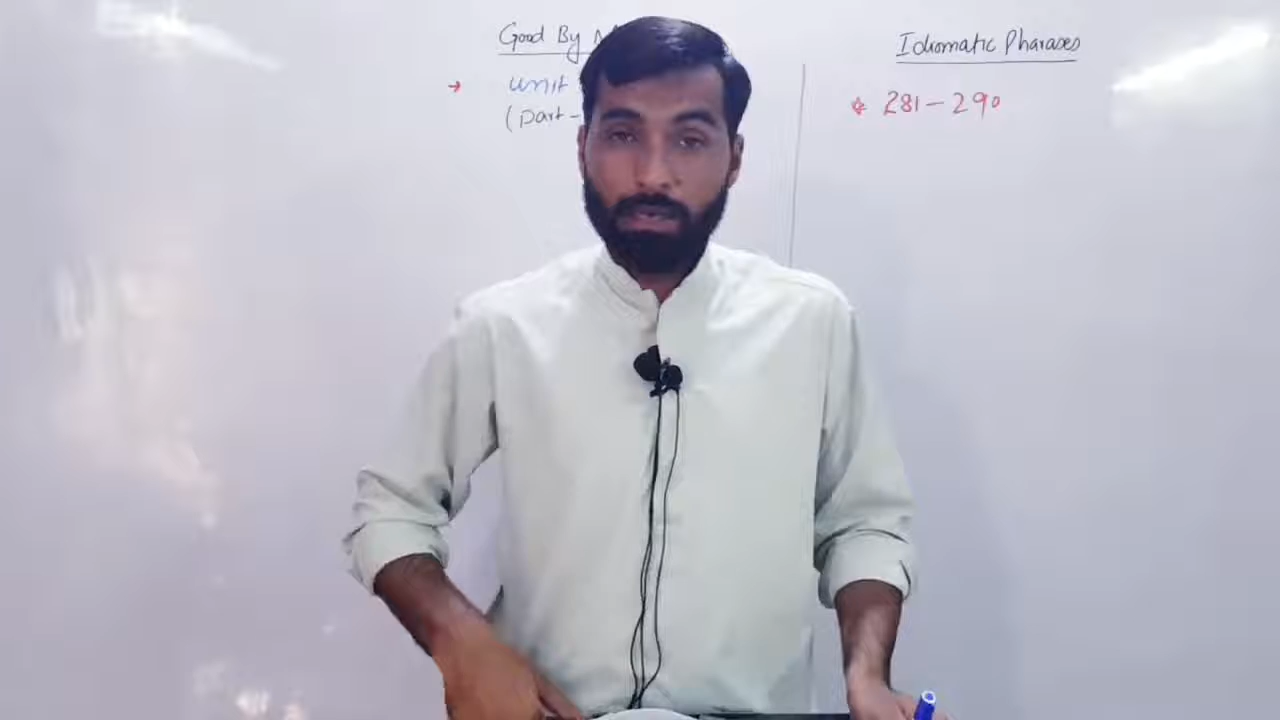 Good By
unit
(Part -
Idiomatic Pharases
281 - 290